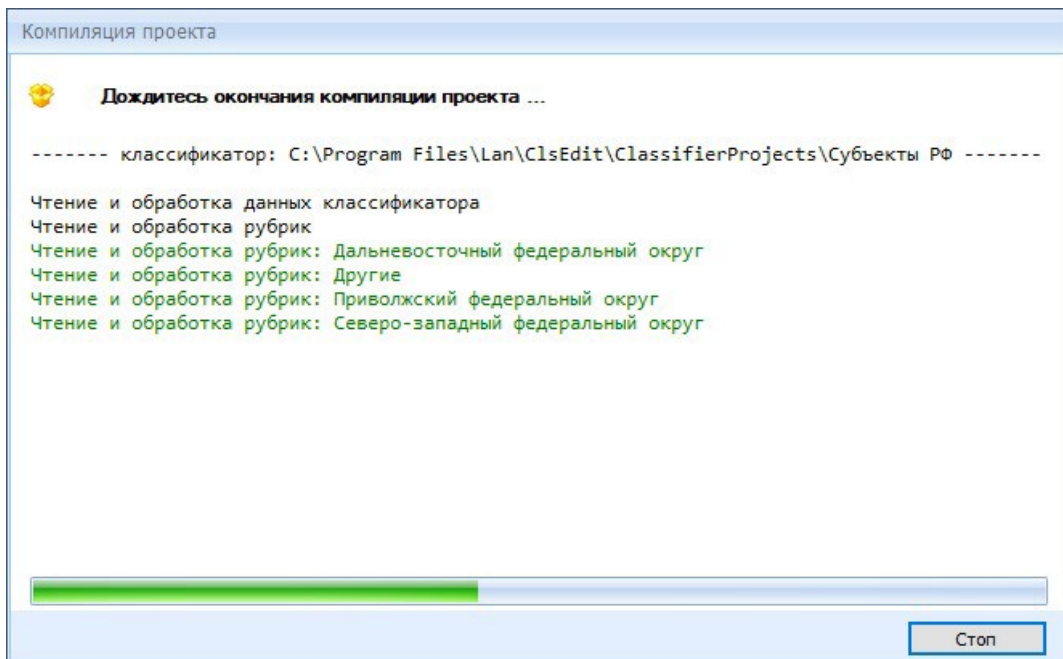 Компиляция проекта
Дождитесь окончания компиляции проекта ...
------- классификатор: C:\Program Files\Lan\ClsEdit\ClassifierProjects\Субъекты РФ -------
Чтение и обработка данных классификатора
Чтение и обработка рубрик
Чтение и обработка рубрик: Дальневосточный федеральный округ
Чтение и обработка рубрик: Другие
Чтение и обработка рубрик: Приволжский федеральный округ
Чтение и обработка рубрик: Северо-западный федеральный округ
Стоп